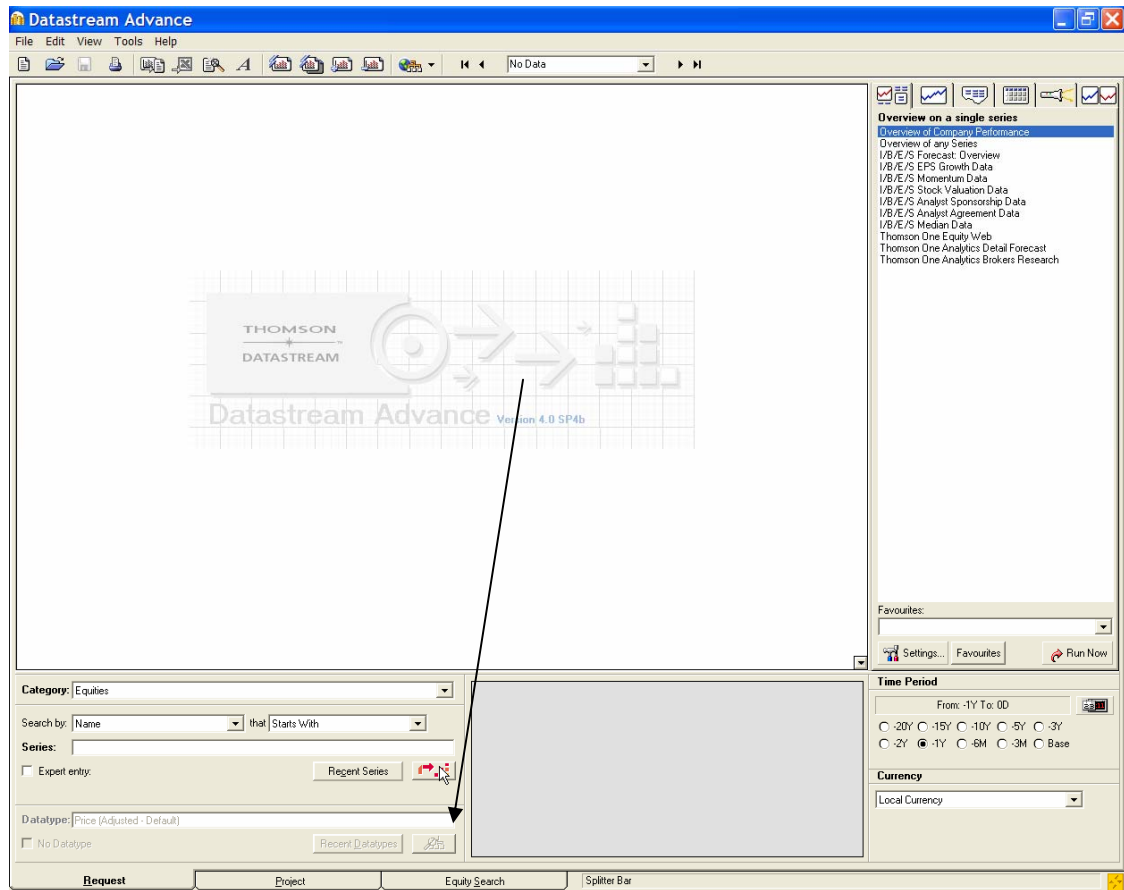 Datastream Advance
File Edit View Tools Help
No Data
Overview on a single series
Overview of Company Performance
Overview of any Series
I/B/E/S Forecast: Overview
I/B/E/S EPS Growth Data
I/B/E/S Momentum Data
I/B/E/S Stock Valuation Data
I/B/E/S Analyst Sponsorship Data
I/B/E/S Analyst Agreement Data
I/B/E/S Median Data
Thomson One Equity Web
Thomson One Analytics Detail Forecast
Thomson One Analytics Brokers Research
THOMSON
DATASTREAM
Datastream Advance Version 4.0 SP4b
Favourites:
Settings... Favourites Run Now
Category: Equities
Search by: Name that Starts With
Series:
Expert entry: Recent Series
Datatype: Price (Adjusted - Default)
No Datatype Recent Datatypes
Time Period
From: -1Y To: 0D
-20Y -15Y -10Y -5Y -3Y
-2Y -1Y -6M -3M Base
Currency
Local Currency
Request Project Equity Search Splitter Bar